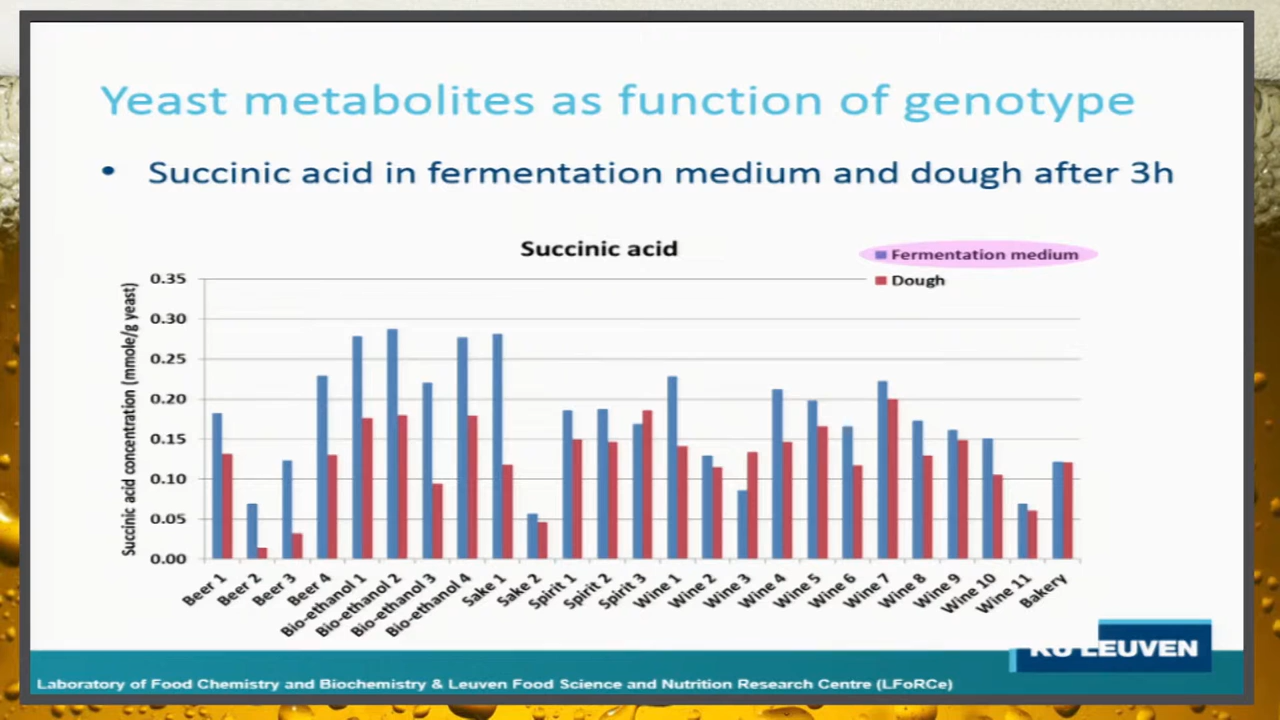 Yeast metabolites as function of genotype
• Succinic acid in fermentation medium and dough after 3h
Succinic acid
Fermentation medium
Dough
Succinic acid concentration (mmole/g yeast)
0.35
0.30
0.25
0.20
0.15
0.10
0.05
0.00
Beer 1
Beer 2
Beer 3
Beer 4
Bio-ethanol 1
Bio-ethanol 2
Bio-ethanol 3
Bio-ethanol 4
Sake 1
Sake 2
Spirit 1
Spirit 2
Spirit 3
Wine 1
Wine 2
Wine 3
Wine 4
Wine 5
Wine 6
Wine 7
Wine 8
Wine 9
Wine 10
Wine 11
Bakery
KU LEUVEN
Laboratory of Food Chemistry and Biochemistry & Leuven Food Science and Nutrition Research Centre (LFoRCe)